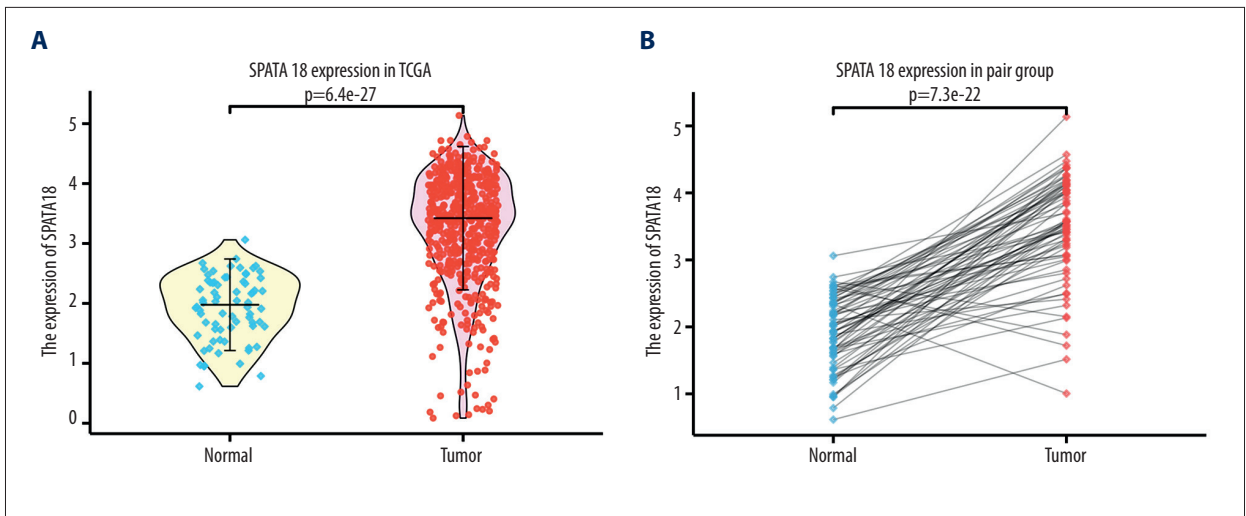 A
SPATA 18 expression in TCGA
p=6.4e-27
The expression of SPATA18
5
4
3
2
1
0
Normal
Tumor
B
SPATA 18 expression in pair group
p=7.3e-22
The expression of SPATA18
5
4
3
2
1
Normal
Tumor